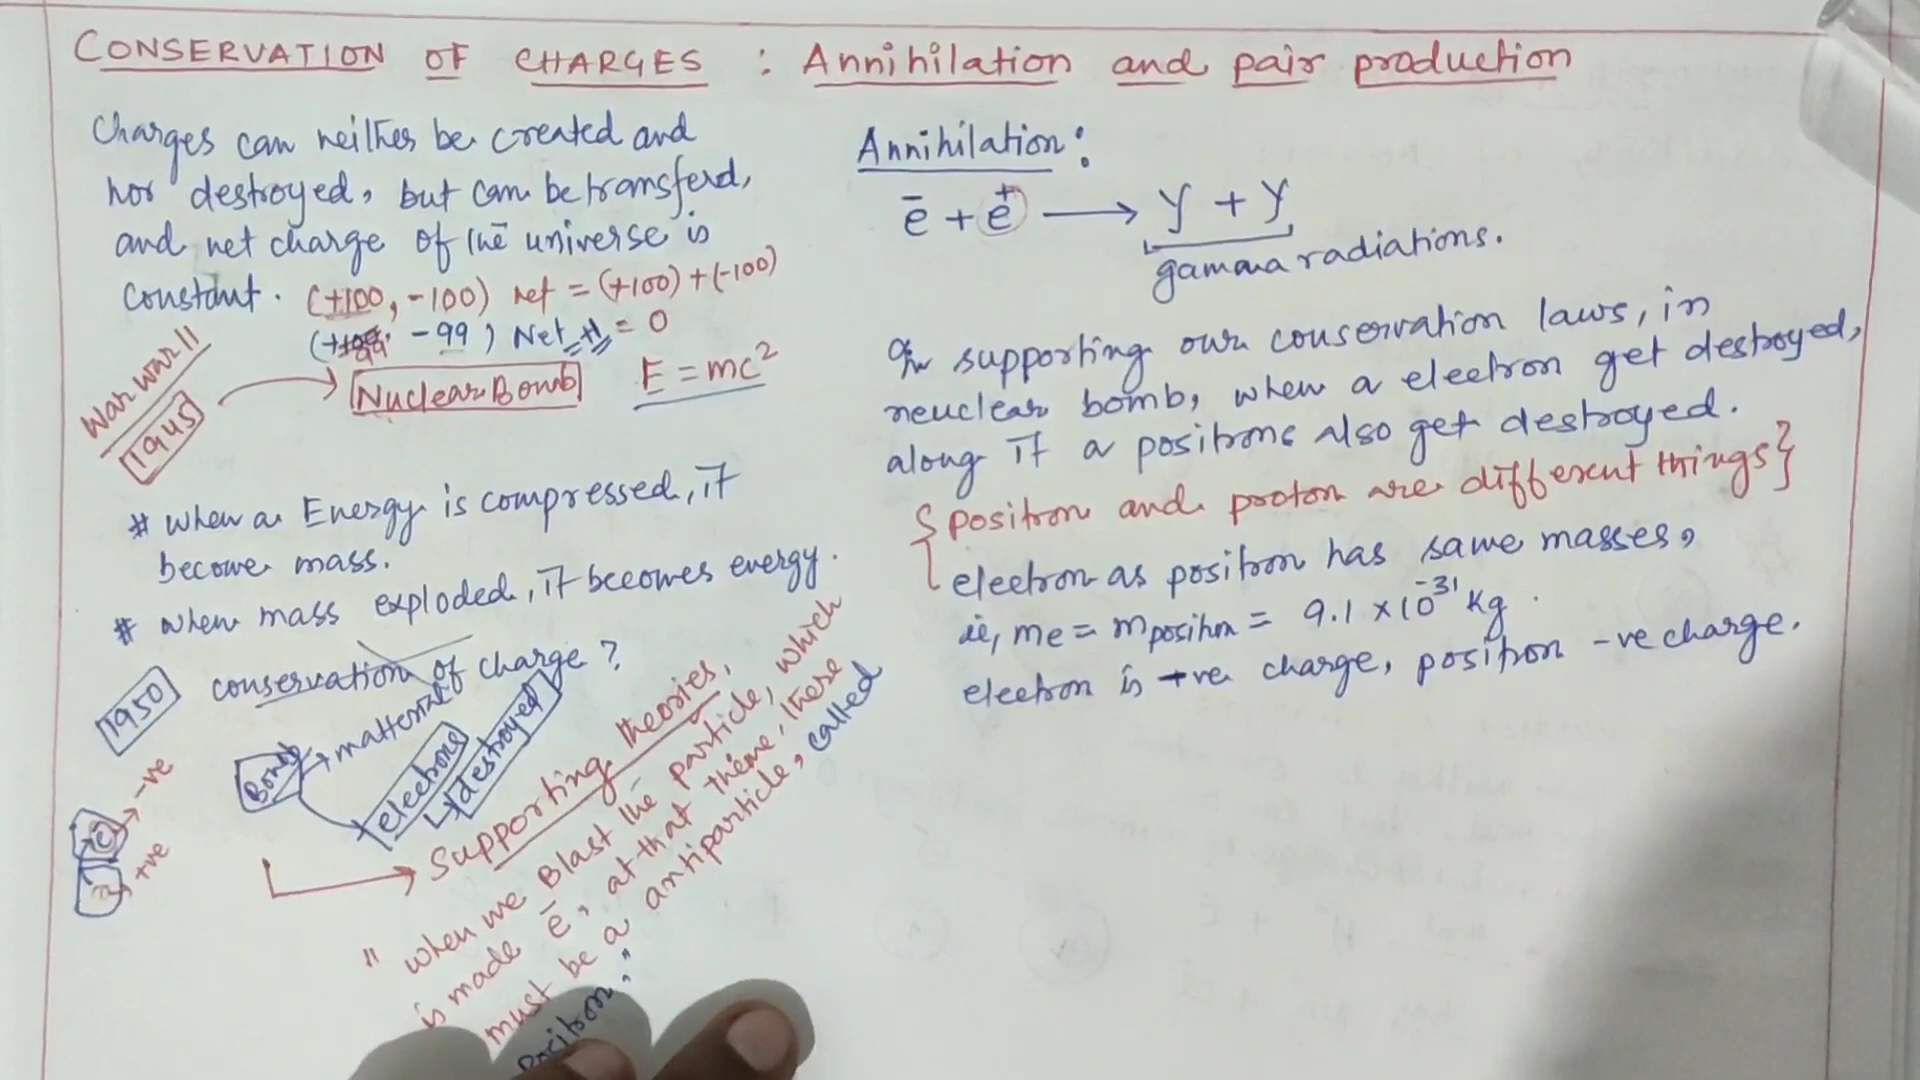 CONSERVATION OF CHARGES : Annihilation and pair production
Charges can neither be created and
nor destroyed, but can be transferd,
and net charge of the universe is
constant. (+100, -100) net = (+100) + (-100)
(+99, -99) Net = 0
War war II
1945
Nuclear Bomb E = mc²
# when a Energy is compressed, it
become mass.
# when mass exploded, it becomes energy.
1950
conservation of charge?
Bomb → matterial
electrons
↳ destroyed
e → -ve
+ve
Supporting theories,
" when we Blast the particle, which
is made ē, at that theme, there
must be a antiparticle, called
positron."
Annihilation:
ē + e⁺ → γ + γ
gamma radiations.
supporting our conservation laws, in
neuclear bomb, when a electron get destroyed,
along it a positrons also get destroyed.
{ positron and proton are different things }
electron as positron has same masses,
ie, me = mpositrn = 9.1 × 10⁻³¹ kg.
electron is +ve charge, positron -ve charge.